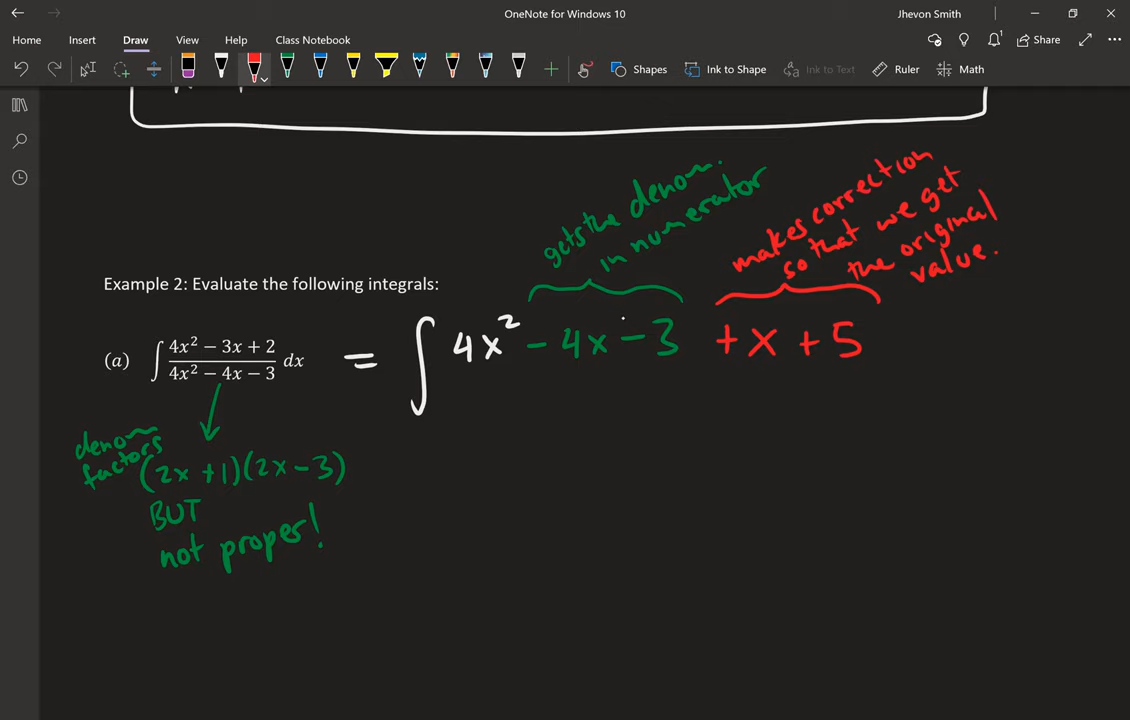 OneNote for Windows 10
Jhevon Smith
Home Insert Draw View Help Class Notebook
Share
Shapes Ink to Shape Ink to Text Ruler Math
gets the denom.
in numerator
makes correction
so that we get
the original
value.
Example 2: Evaluate the following integrals:
(a) ∫ (4x² − 3x + 2)/(4x² − 4x − 3) dx = ∫ 4x² − 4x − 3 + x + 5
denom
factors (2x + 1)(2x − 3)
BUT
not proper!